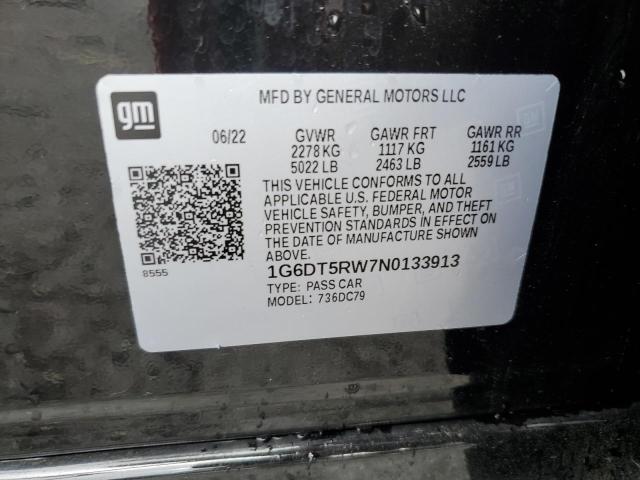 gm
MFD BY GENERAL MOTORS LLC
06/22 GVWR GAWR FRT GAWR RR
2278 KG 1117 KG 1161 KG
5022 LB 2463 LB 2559 LB
THIS VEHICLE CONFORMS TO ALL
APPLICABLE U.S. FEDERAL MOTOR
VEHICLE SAFETY, BUMPER, AND THEFT
PREVENTION STANDARDS IN EFFECT ON
THE DATE OF MANUFACTURE SHOWN
ABOVE.
8555
1G6DT5RW7N0133913
TYPE: PASS CAR
MODEL: 736DC79